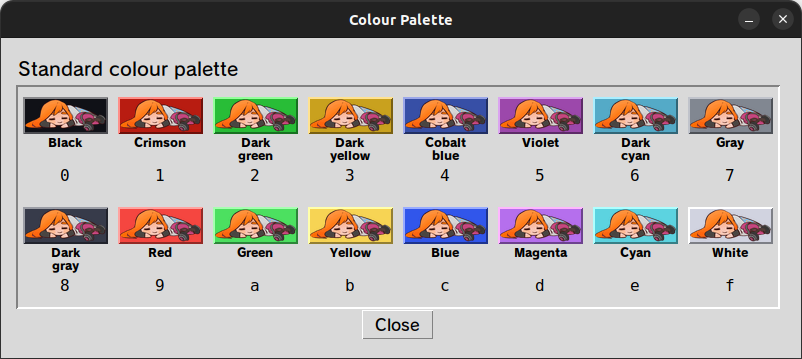 Colour Palette
Standard colour palette
Black Crimson Dark green Dark yellow Cobalt blue Violet Dark cyan Gray
0 1 2 3 4 5 6 7
Dark gray Red Green Yellow Blue Magenta Cyan White
8 9 a b c d e f
Close